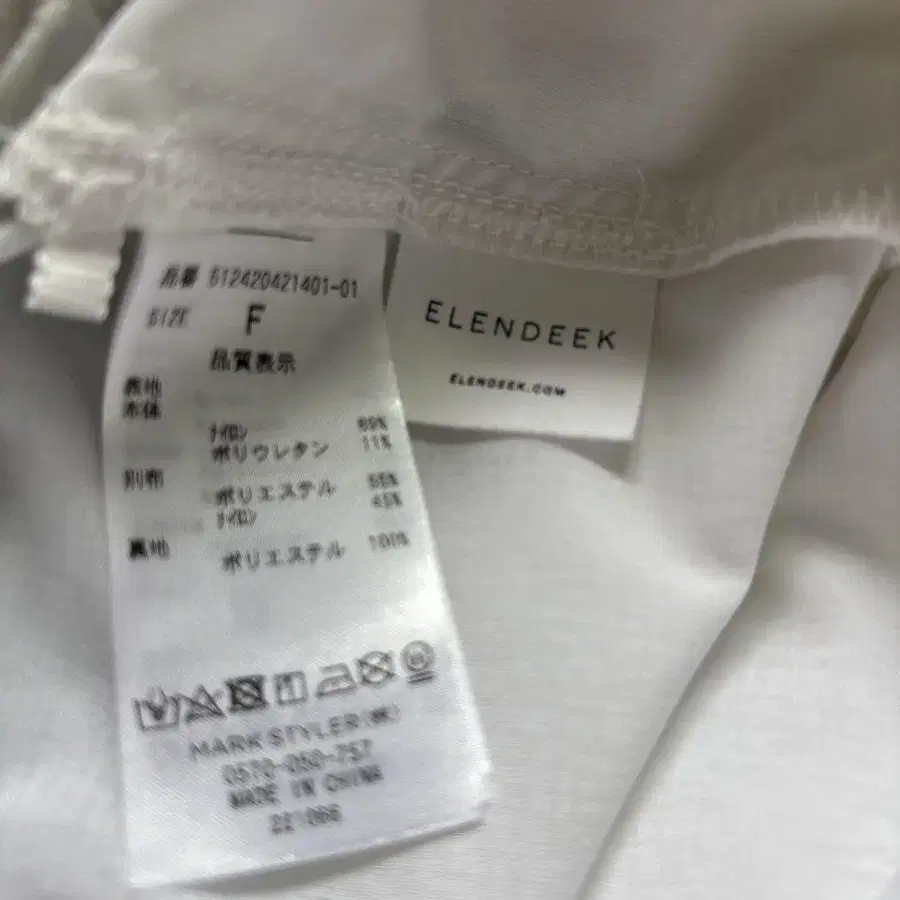 品番 512420421401-01
SIZE F
品質表示
表地
本体
ナイロン 89%
ポリウレタン 11%
別布
ポリエステル 55%
ナイロン 45%
裏地
ポリエステル 100%
MARK STYLER(株)
0570-050-757
MADE IN CHINA
221066
ELENDEEK
ELENDEEK.COM